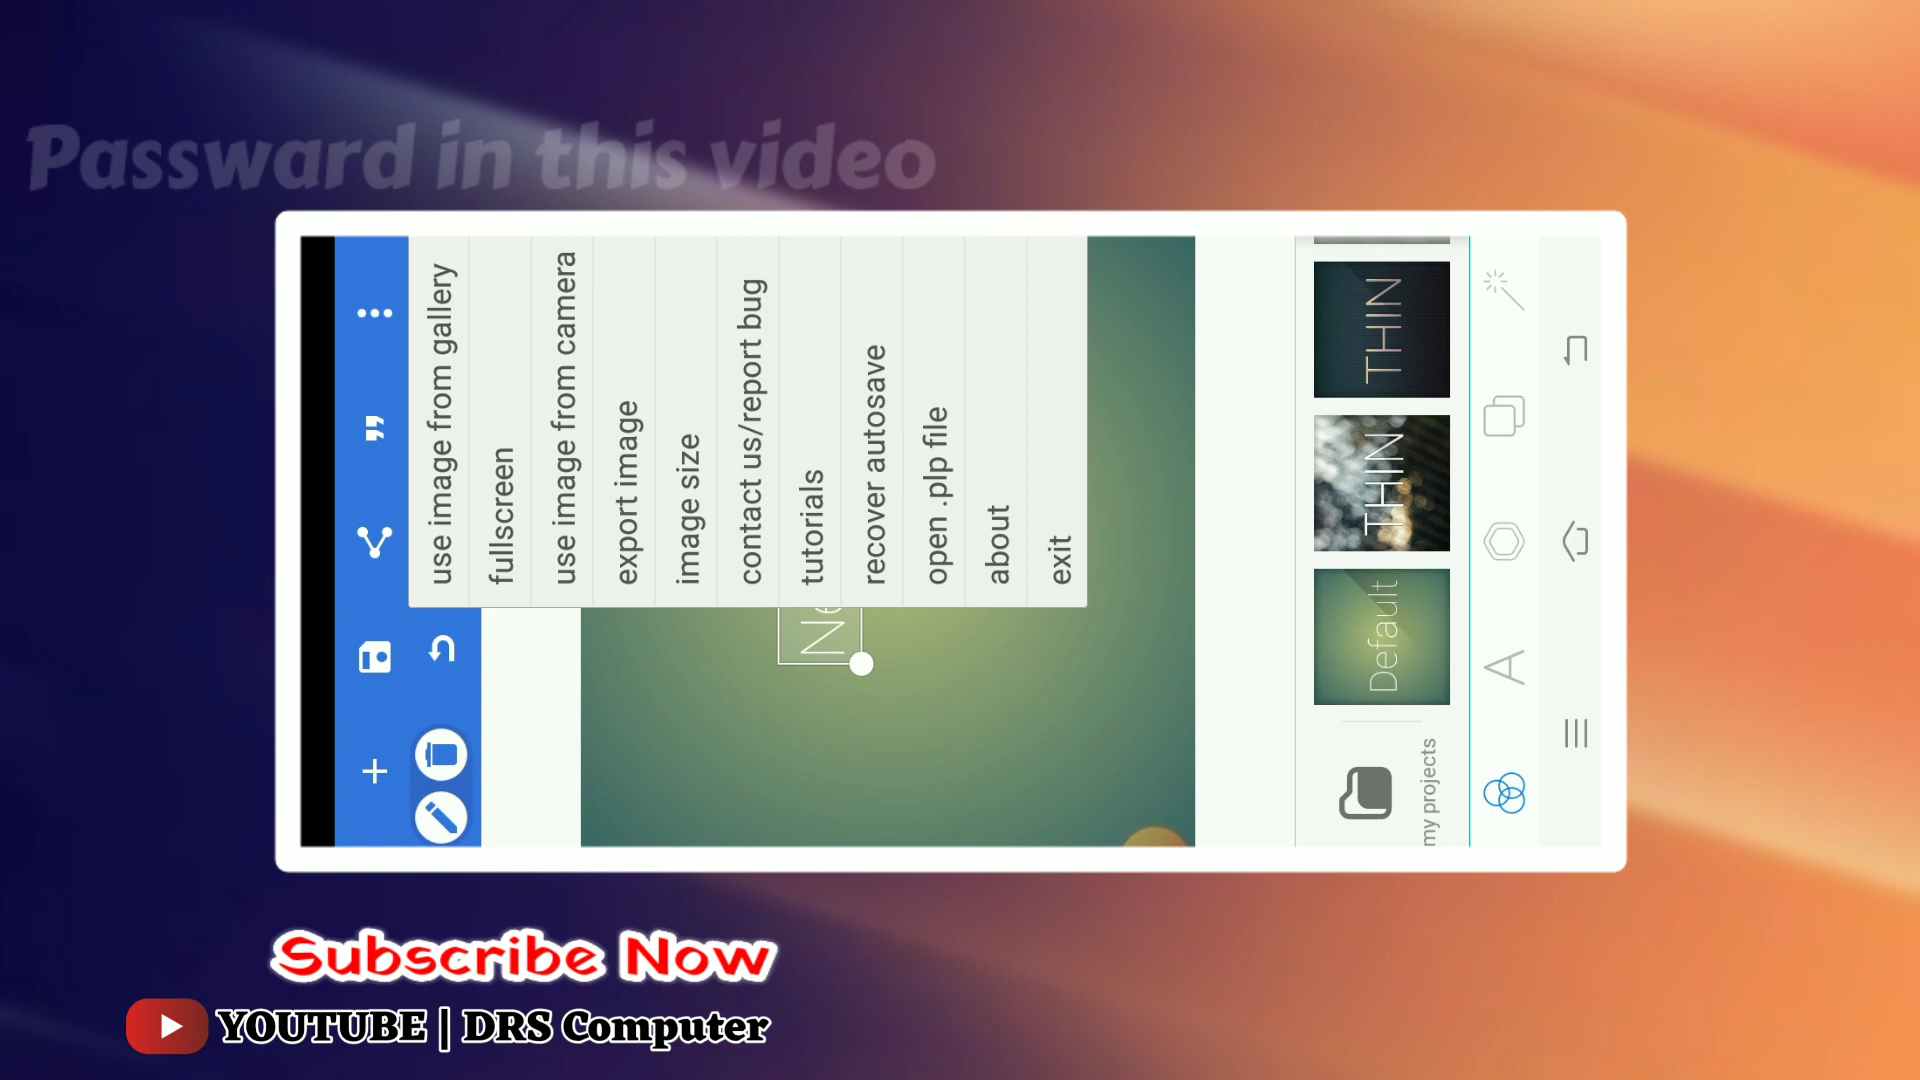 Passward in this video
use image from gallery
fullscreen
use image from camera
export image
image size
contact us/report bug
tutorials
recover autosave
open .plp file
about
exit
Ne
THIN
THIN
Default
my projects
Subscribe Now
YOUTUBE | DRS Computer